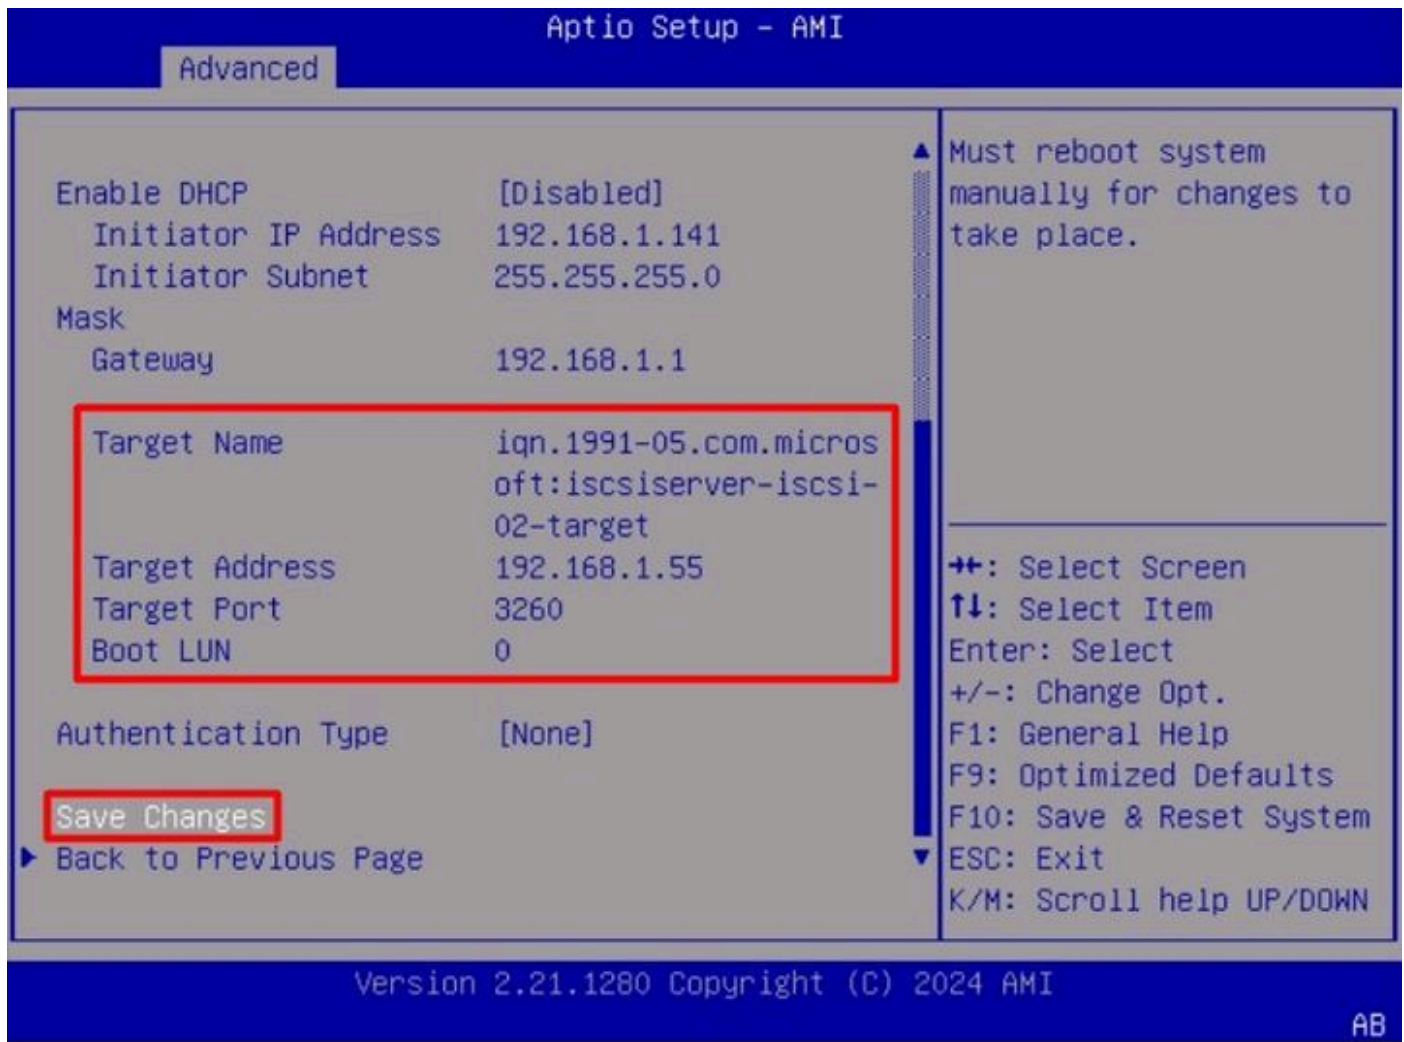 Aptio Setup – AMI
Advanced
Enable DHCP [Disabled]
Initiator IP Address 192.168.1.141
Initiator Subnet 255.255.255.0
Mask
Gateway 192.168.1.1
Target Name iqn.1991-05.com.micros
oft:iscsiserver-iscsi-
02-target
Target Address 192.168.1.55
Target Port 3260
Boot LUN 0
Authentication Type [None]
Save Changes
Back to Previous Page
Must reboot system
manually for changes to
take place.
→←: Select Screen
↑↓: Select Item
Enter: Select
+/-: Change Opt.
F1: General Help
F9: Optimized Defaults
F10: Save & Reset System
ESC: Exit
K/M: Scroll help UP/DOWN
Version 2.21.1280 Copyright (C) 2024 AMI
AB